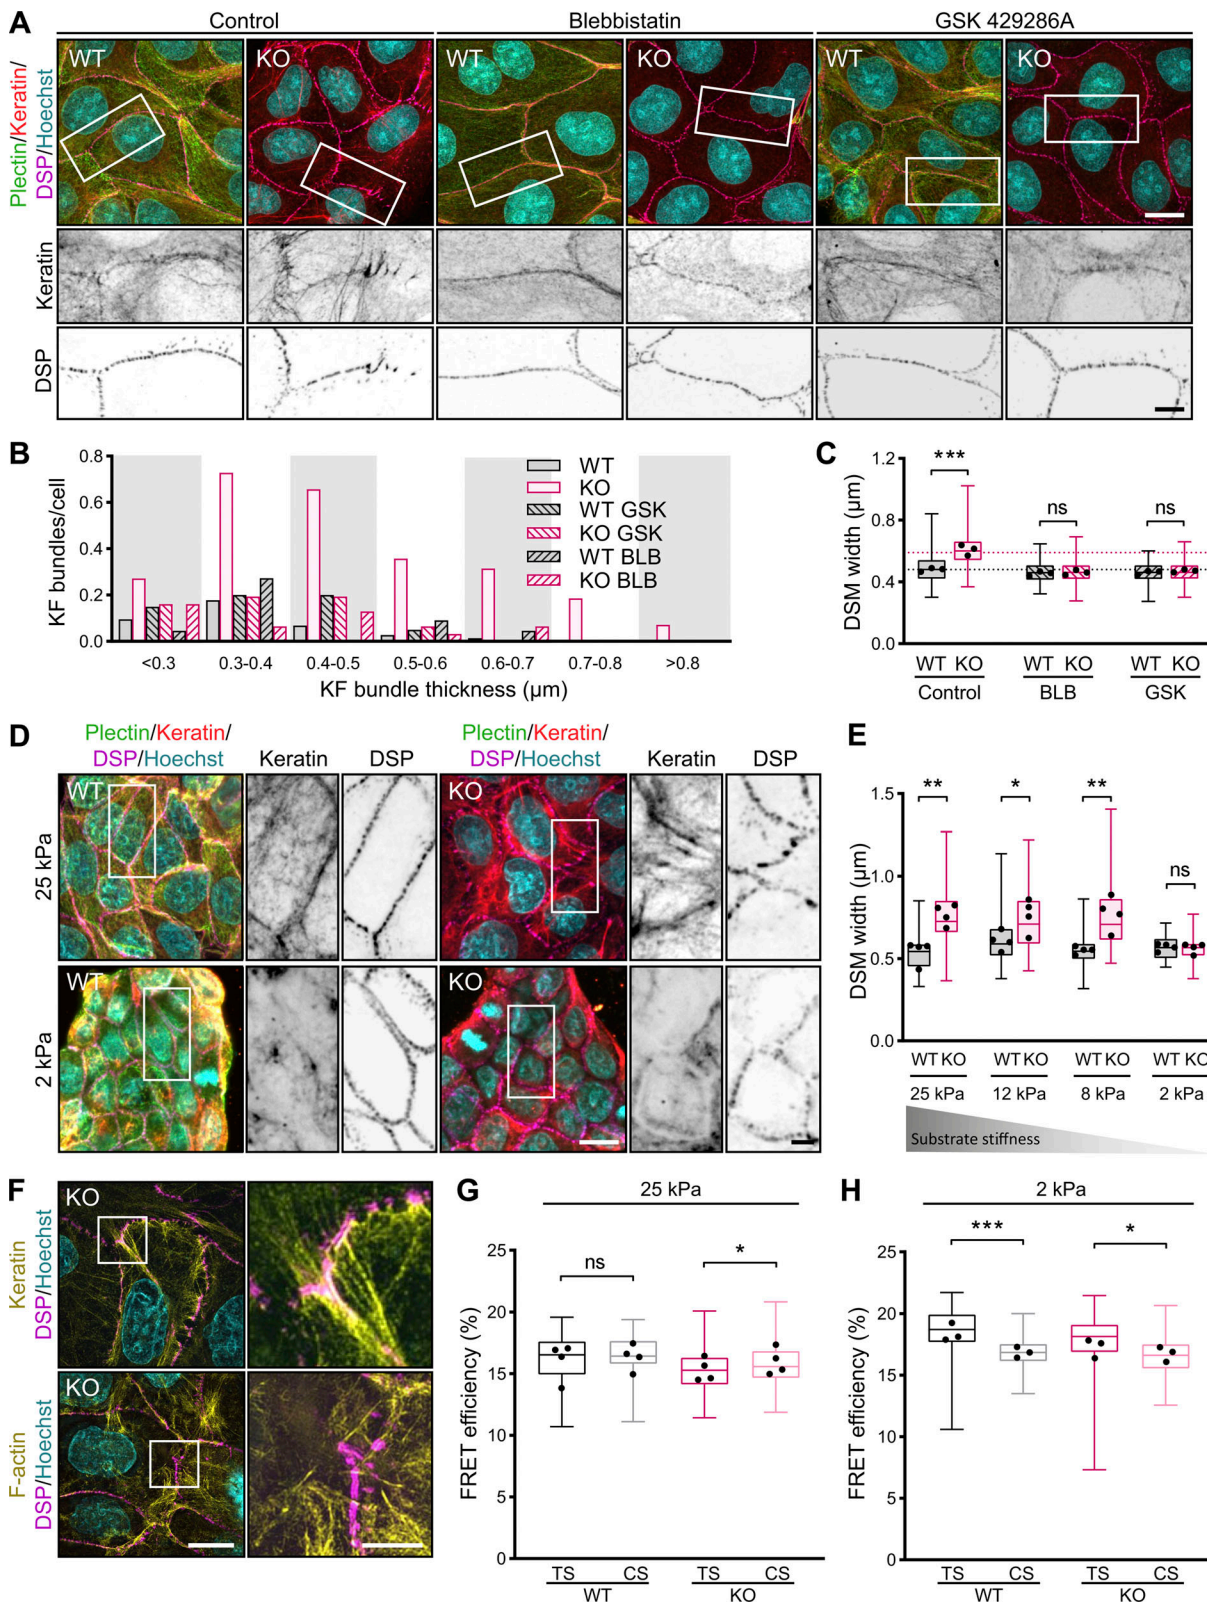 A
Control
Blebbistatin
GSK 429286A
Plectin/Keratin/
DSP/Hoechst
WT
KO
WT
KO
WT
KO
Keratin
DSP
B
KF bundles/cell
0.8
0.6
0.4
0.2
0.0
WT
KO
WT GSK
KO GSK
WT BLB
KO BLB
<0.3
0.3-0.4
0.4-0.5
0.5-0.6
0.6-0.7
0.7-0.8
>0.8
KF bundle thickness (µm)
C
DSM width (µm)
1.2
0.8
0.4
0.0
***
ns
ns
WT KO
WT KO
WT KO
Control
BLB
GSK
D
Plectin/Keratin/
DSP/Hoechst
Keratin
DSP
Plectin/Keratin/
DSP/Hoechst
Keratin
DSP
25 kPa
WT
KO
2 kPa
WT
KO
E
DSM width (µm)
1.5
1.0
0.5
0.0
**
*
**
ns
WT KO
WT KO
WT KO
WT KO
25 kPa
12 kPa
8 kPa
2 kPa
Substrate stiffness
F
Keratin
DSP/Hoechst
KO
F-actin
DSP/Hoechst
KO
G
25 kPa
FRET efficiency (%)
25
20
15
10
5
0
ns
*
TS
CS
TS
CS
WT
KO
H
2 kPa
FRET efficiency (%)
25
20
15
10
5
0
***
*
TS
CS
TS
CS
WT
KO